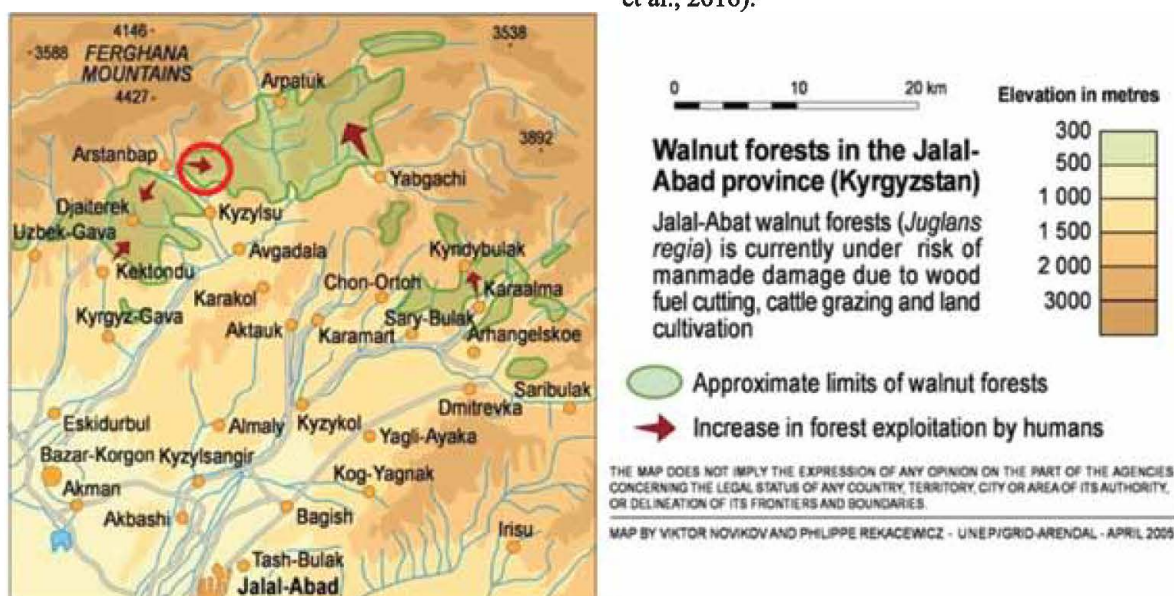 et al., 2016).
4146
3588
FERGHANA
MOUNTAINS
4427
3538
Arpatuk
3892
Arstanbap
Yabgachi
Djaiterek
Kyzylsu
Uzbek-Gava
Avgadala
Kyndybulak
Kektondu
Chon-Ortoh
Karaalma
Karakol
Kyrgyz-Gava
Sary-Bulak
Aktauk
Karamart
Arhangelskoe
Saribulak
Dmitrevka
Eskidurbul
Almaly
Kyzykol
Yagli-Ayaka
Bazar-Korgon
Kyzylsangir
Kog-Yagnak
Akman
Akbashi
Bagish
Irisu
Tash-Bulak
Jalal-Abad
0 10 20 km
Walnut forests in the Jalal-
Abad province (Kyrgyzstan)
Jalal-Abat walnut forests (Juglans
regia) is currently under risk of
manmade damage due to wood
fuel cutting, cattle grazing and land
cultivation
Elevation in metres
300
500
1 000
1 500
2 000
3000
Approximate limits of walnut forests
Increase in forest exploitation by humans
THE MAP DOES NOT IMPLY THE EXPRESSION OF ANY OPINION ON THE PART OF THE AGENCIES
CONCERNING THE LEGAL STATUS OF ANY COUNTRY, TERRITORY, CITY OR AREA OF ITS AUTHORITY,
OR DELINEATION OF ITS FRONTIERS AND BOUNDARIES.
MAP BY VIKTOR NOVIKOV AND PHILIPPE REKACEWICZ - UNEP/GRID-ARENDAL - APRIL 2005